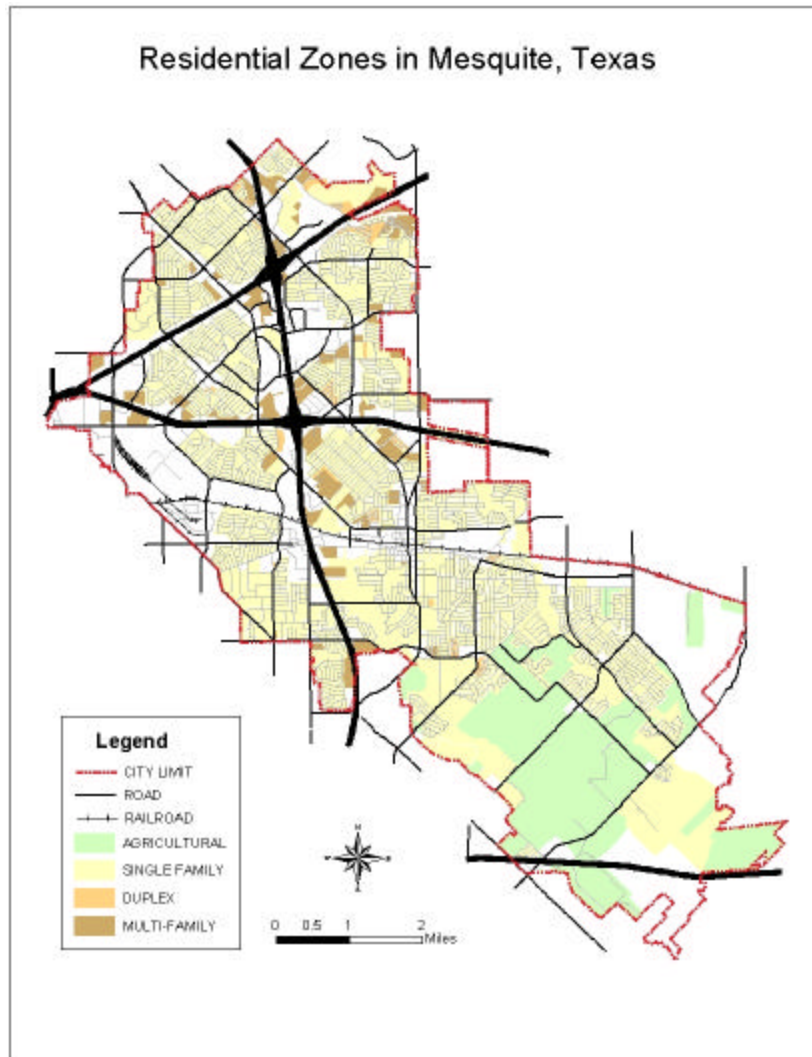 Residential Zones in Mesquite, Texas
Legend
CITY LIMIT
ROAD
RAILROAD
AGRICULTURAL
SINGLE FAMILY
DUPLEX
MULTI-FAMILY
N
W E
S
0 0.5 1 2
Miles